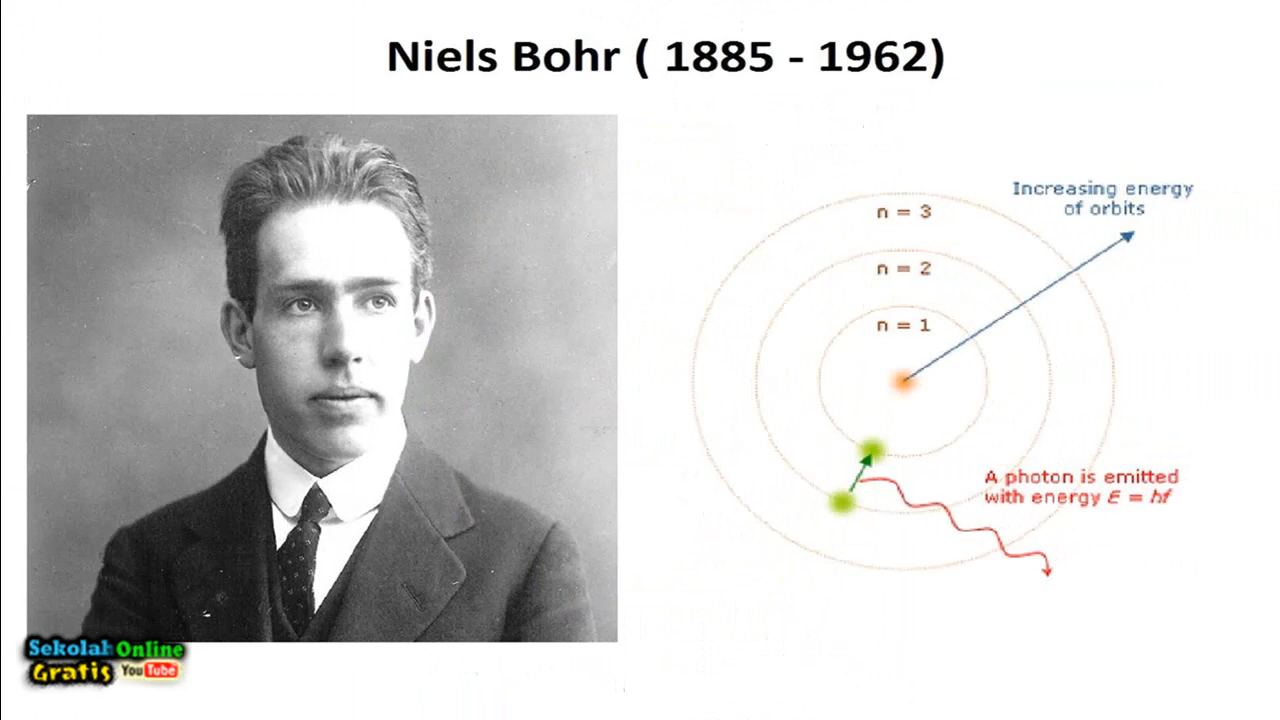 Niels Bohr ( 1885 - 1962)
Increasing energy
of orbits
n = 3
n = 2
n = 1
A photon is emitted
with energy E = hf
Sekolah Online
Gratis YouTube